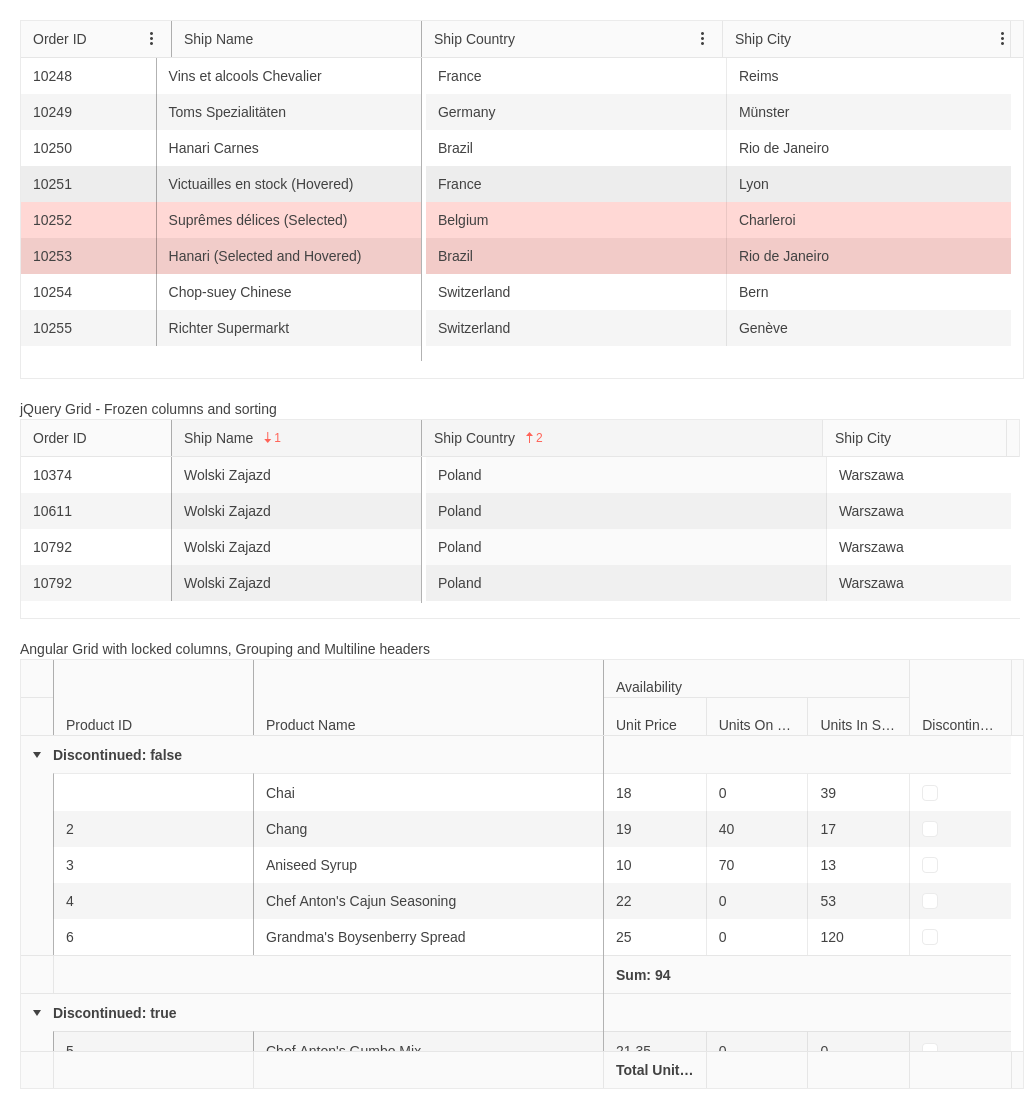 Order ID Ship Name Ship Country Ship City
10248 Vins et alcools Chevalier France Reims
10249 Toms Spezialitäten Germany Münster
10250 Hanari Carnes Brazil Rio de Janeiro
10251 Victuailles en stock (Hovered) France Lyon
10252 Suprêmes délices (Selected) Belgium Charleroi
10253 Hanari (Selected and Hovered) Brazil Rio de Janeiro
10254 Chop-suey Chinese Switzerland Bern
10255 Richter Supermarkt Switzerland Genève
jQuery Grid - Frozen columns and sorting
Order ID Ship Name 1 Ship Country 2 Ship City
10374 Wolski Zajazd Poland Warszawa
10611 Wolski Zajazd Poland Warszawa
10792 Wolski Zajazd Poland Warszawa
10792 Wolski Zajazd Poland Warszawa
Angular Grid with locked columns, Grouping and Multiline headers
Availability
Product ID Product Name Unit Price Units On ... Units In S... Discontin...
Discontinued: false
Chai 18 0 39
2 Chang 19 40 17
3 Aniseed Syrup 10 70 13
4 Chef Anton's Cajun Seasoning 22 0 53
6 Grandma's Boysenberry Spread 25 0 120
Sum: 94
Discontinued: true
5 Chef Anton's Gumbo Mix 21.35 0 0
Total Unit...